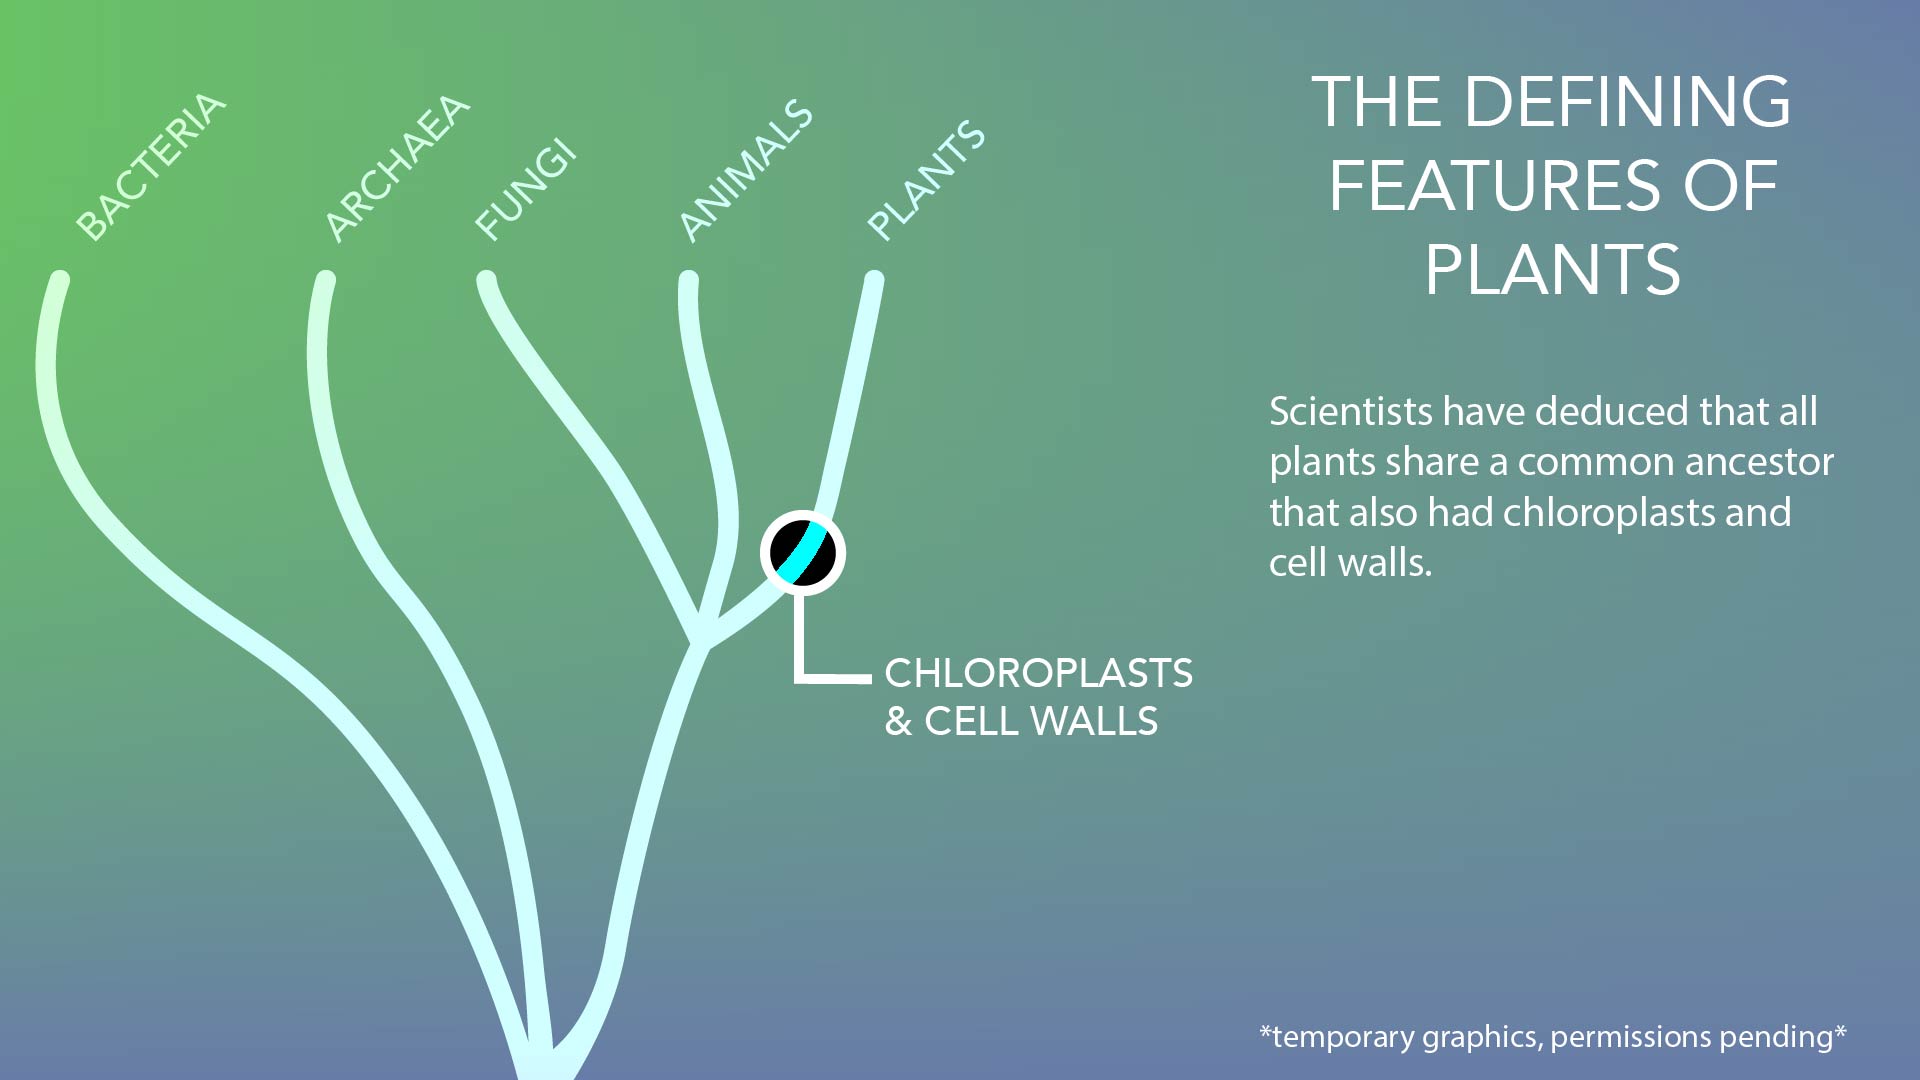 BACTERIA
ARCHAEA
FUNGI
ANIMALS
PLANTS
CHLOROPLASTS
& CELL WALLS
THE DEFINING
FEATURES OF
PLANTS
Scientists have deduced that all
plants share a common ancestor
that also had chloroplasts and
cell walls.
*temporary graphics, permissions pending*